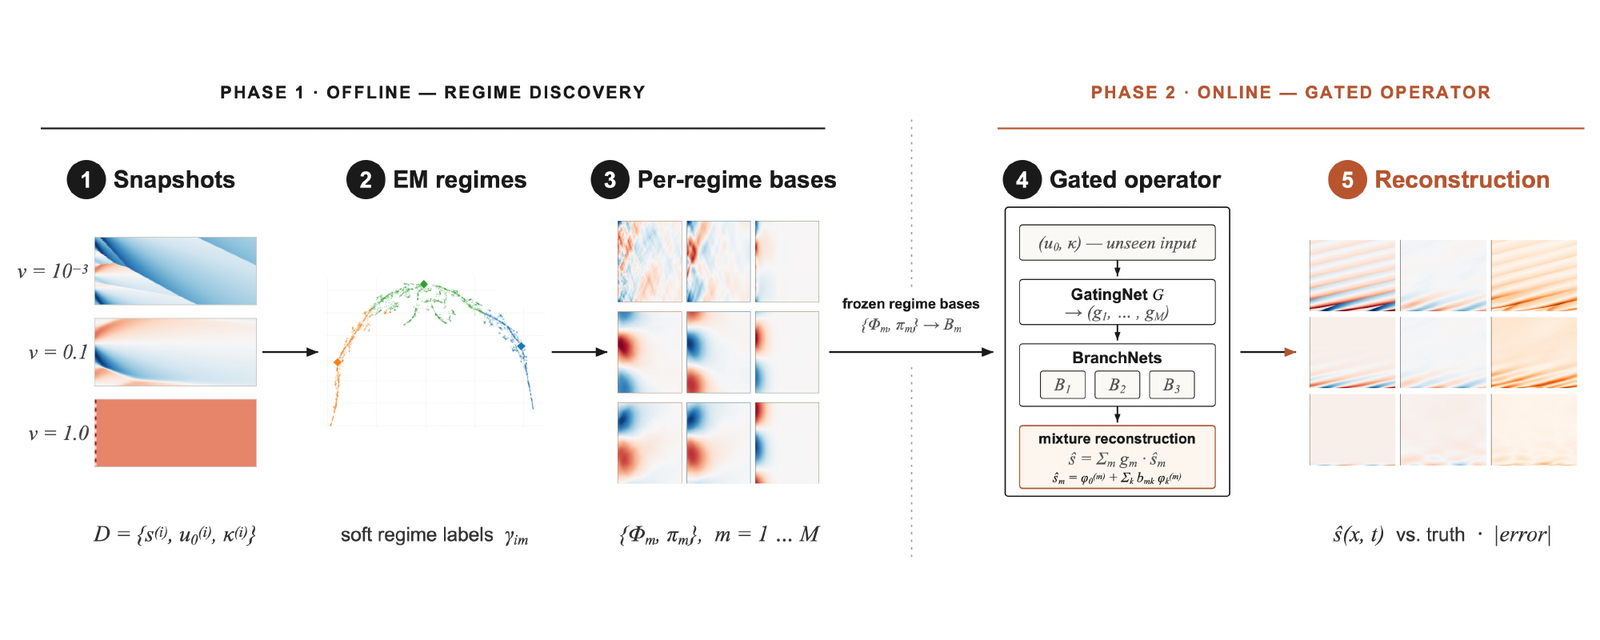 PHASE 1 · OFFLINE — REGIME DISCOVERY
PHASE 2 · ONLINE — GATED OPERATOR
1 Snapshots
2 EM regimes
3 Per-regime bases
4 Gated operator
5 Reconstruction
ν = 10⁻³
ν = 0.1
ν = 1.0
frozen regime bases
{Φₘ, πₘ} → Bₘ
(u₀, κ) — unseen input
GatingNet G
→ (g₁, … , g_M)
BranchNets
B₁ B₂ B₃
mixture reconstruction
ŝ = Σₘ gₘ · ŝₘ
ŝₘ = φ₀⁽ᵐ⁾ + Σₖ bₘₖ φₖ⁽ᵐ⁾
D = {s⁽ⁱ⁾, u₀⁽ⁱ⁾, κ⁽ⁱ⁾}
soft regime labels γᵢₘ
{Φₘ, πₘ}, m = 1 … M
ŝ(x, t) vs. truth · |error|